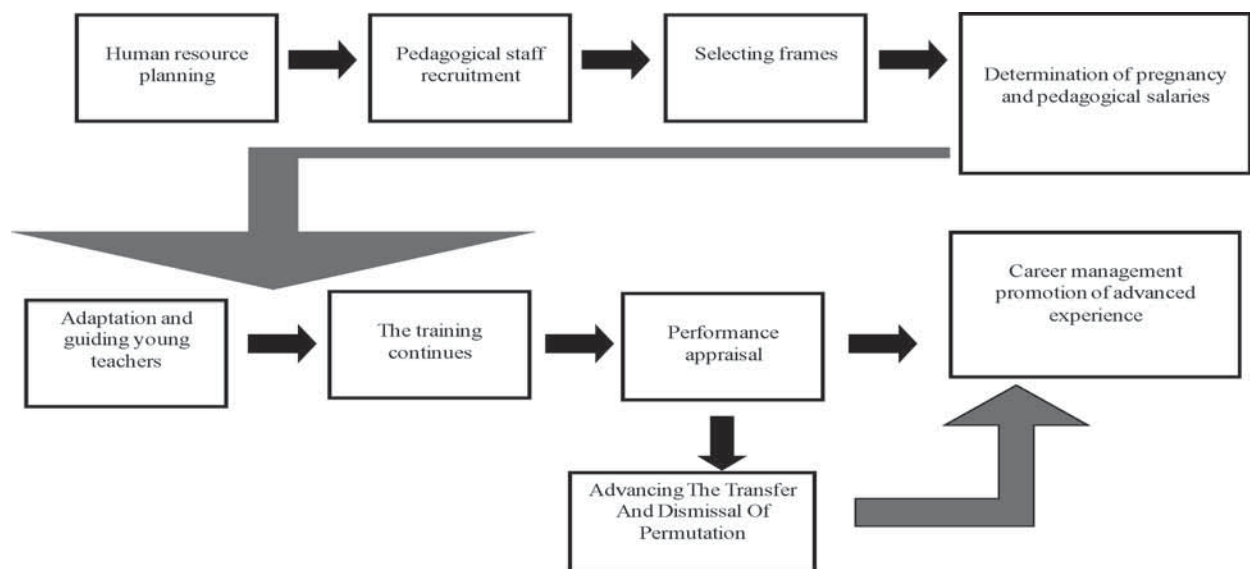 Human resource
planning
Pedagogical staff
recruitment
Selecting frames
Determination of pregnancy
and pedagogical salaries
Adaptation and
guiding young
teachers
The training
continues
Performance
appraisal
Career management
promotion of advanced
experience
Advancing The Transfer
And Dismissal Of
Permutation